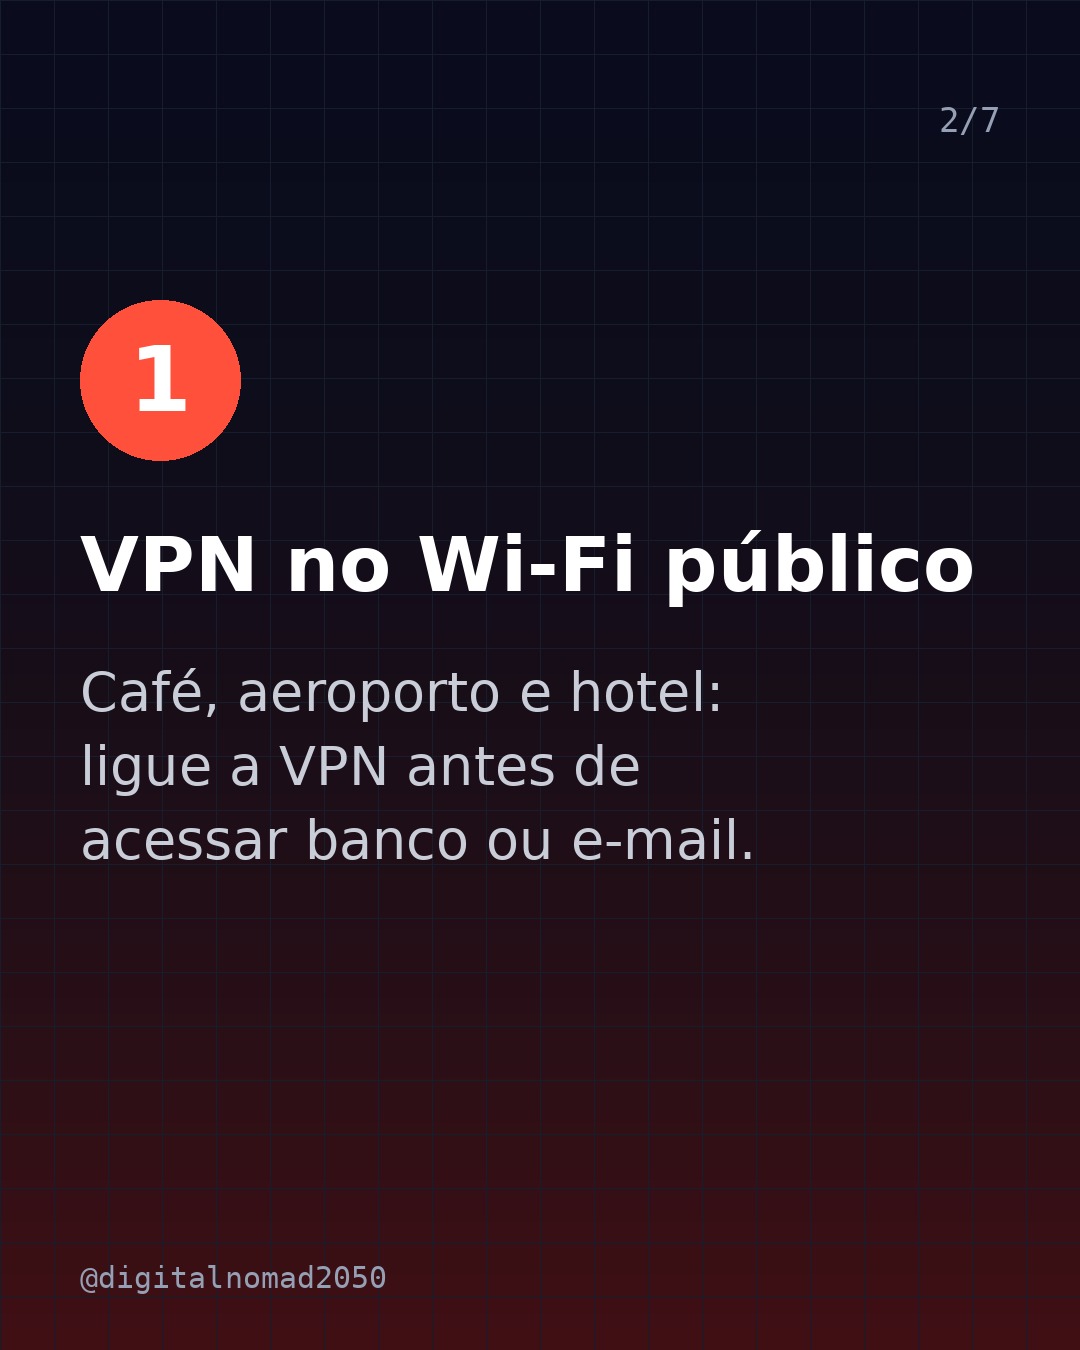 2/7
1
VPN no Wi-Fi público
Café, aeroporto e hotel:
ligue a VPN antes de
acessar banco ou e-mail.
@digitalnomad2050